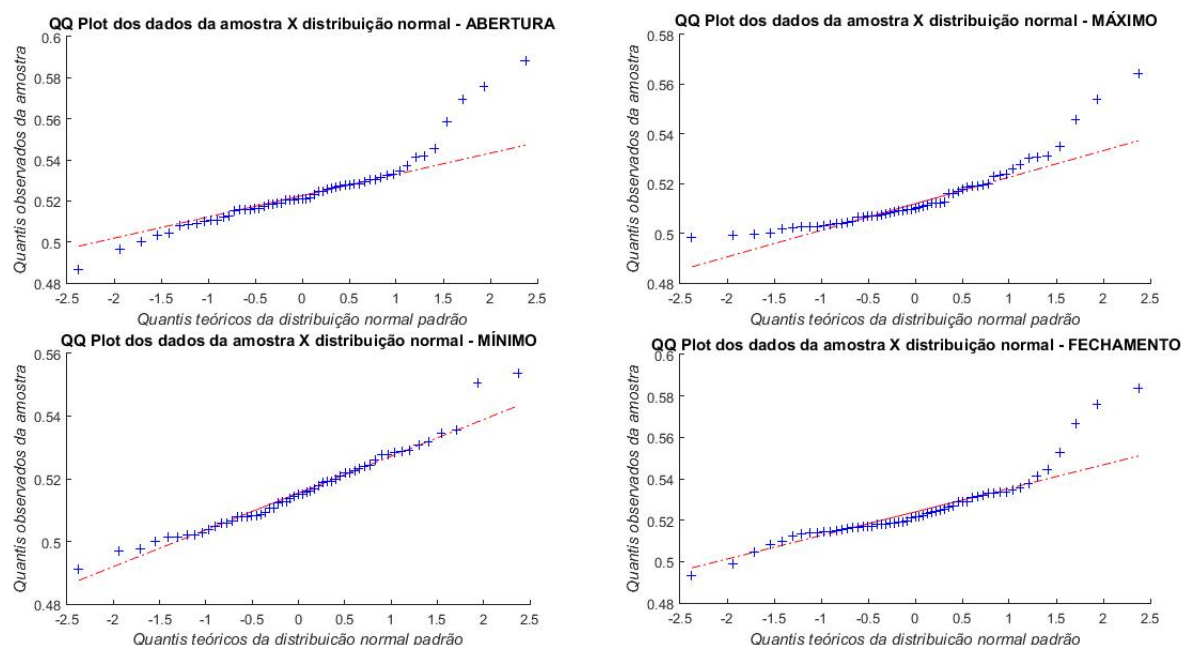 QQ Plot dos dados da amostra X distribuição normal - ABERTURA
Quantis observados da amostra
0.6
0.58
0.56
0.54
0.52
0.5
0.48
-2.5 -2 -1.5 -1 -0.5 0 0.5 1 1.5 2 2.5
Quantis teóricos da distribuição normal padrão
QQ Plot dos dados da amostra X distribuição normal - MÁXIMO
Quantis observados da amostra
0.58
0.56
0.54
0.52
0.5
0.48
-2.5 -2 -1.5 -1 -0.5 0 0.5 1 1.5 2 2.5
Quantis teóricos da distribuição normal padrão
QQ Plot dos dados da amostra X distribuição normal - MÍNIMO
Quantis observados da amostra
0.56
0.54
0.52
0.5
0.48
-2.5 -2 -1.5 -1 -0.5 0 0.5 1 1.5 2 2.5
Quantis teóricos da distribuição normal padrão
QQ Plot dos dados da amostra X distribuição normal - FECHAMENTO
Quantis observados da amostra
0.6
0.58
0.56
0.54
0.52
0.5
0.48
-2.5 -2 -1.5 -1 -0.5 0 0.5 1 1.5 2 2.5
Quantis teóricos da distribuição normal padrão